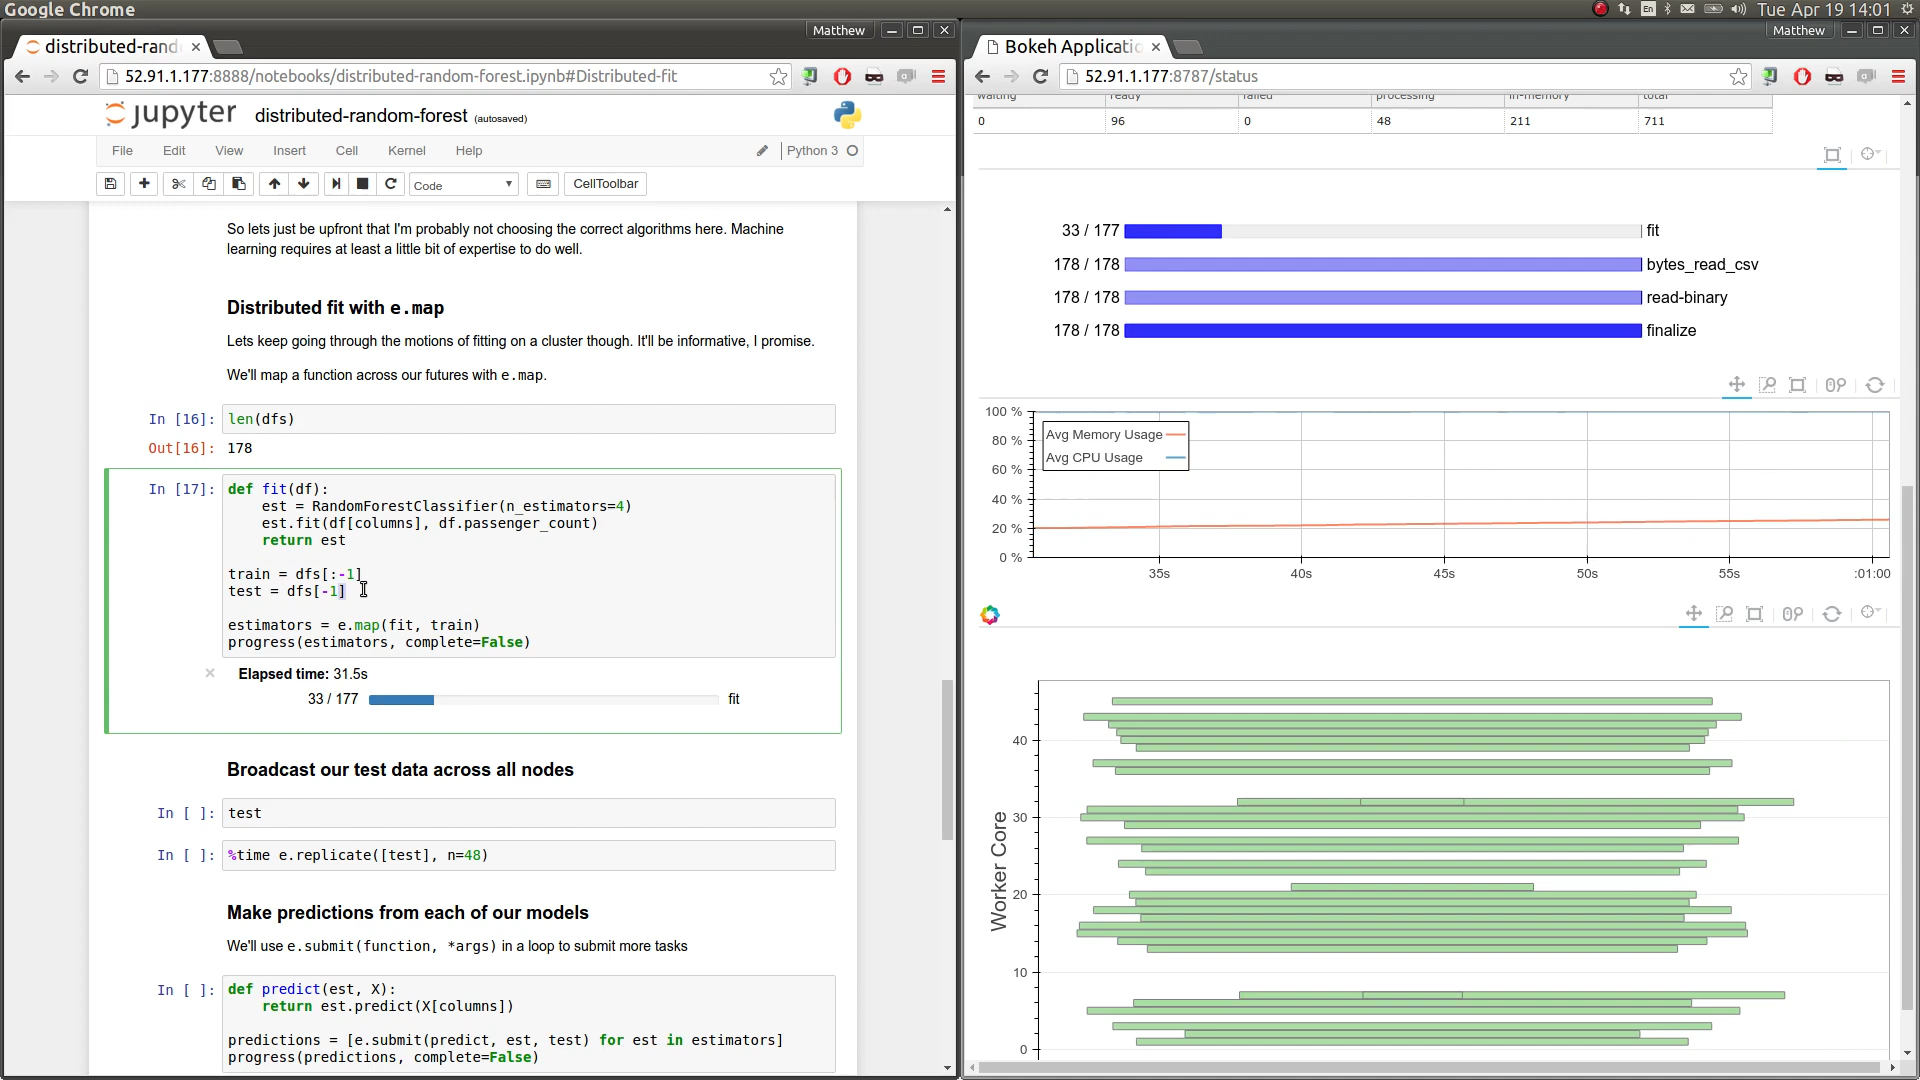 Google Chrome
En
Tue Apr 19 14:01
distributed-rand
Matthew
52.91.1.177:8888/notebooks/distributed-random-forest.ipynb#Distributed-fit
jupyter distributed-random-forest (autosaved)
File Edit View Insert Cell Kernel Help Python 3
Code CellToolbar
So lets just be upfront that I'm probably not choosing the correct algorithms here. Machine
learning requires at least a little bit of expertise to do well.
Distributed fit with e.map
Lets keep going through the motions of fitting on a cluster though. It'll be informative, I promise.
We'll map a function across our futures with e.map.
In [16]: len(dfs)
Out[16]: 178
In [17]: def fit(df):
est = RandomForestClassifier(n_estimators=4)
est.fit(df[columns], df.passenger_count)
return est
train = dfs[:-1]
test = dfs[-1]
estimators = e.map(fit, train)
progress(estimators, complete=False)
Elapsed time: 31.5s
33 / 177 fit
Broadcast our test data across all nodes
In [ ]: test
In [ ]: %time e.replicate([test], n=48)
Make predictions from each of our models
We'll use e.submit(function, *args) in a loop to submit more tasks
In [ ]: def predict(est, X):
return est.predict(X[columns])
predictions = [e.submit(predict, est, test) for est in estimators]
progress(predictions, complete=False)
Bokeh Applicatio
Matthew
52.91.1.177:8787/status
waiting ready failed processing in-memory total
0 96 0 48 211 711
33 / 177 fit
178 / 178 bytes_read_csv
178 / 178 read-binary
178 / 178 finalize
100 %
80 %
60 %
40 %
20 %
0 %
Avg Memory Usage
Avg CPU Usage
35s 40s 45s 50s 55s :01:00
Worker Core
40
30
20
10
0